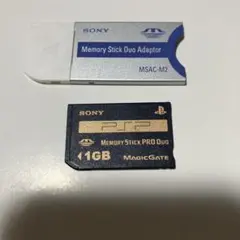 SONY
Memory Stick Duo Adaptor
MSAC-M2
SONY
PSP
MEMORY STICK PRO DUO
1GB
MAGICGATE